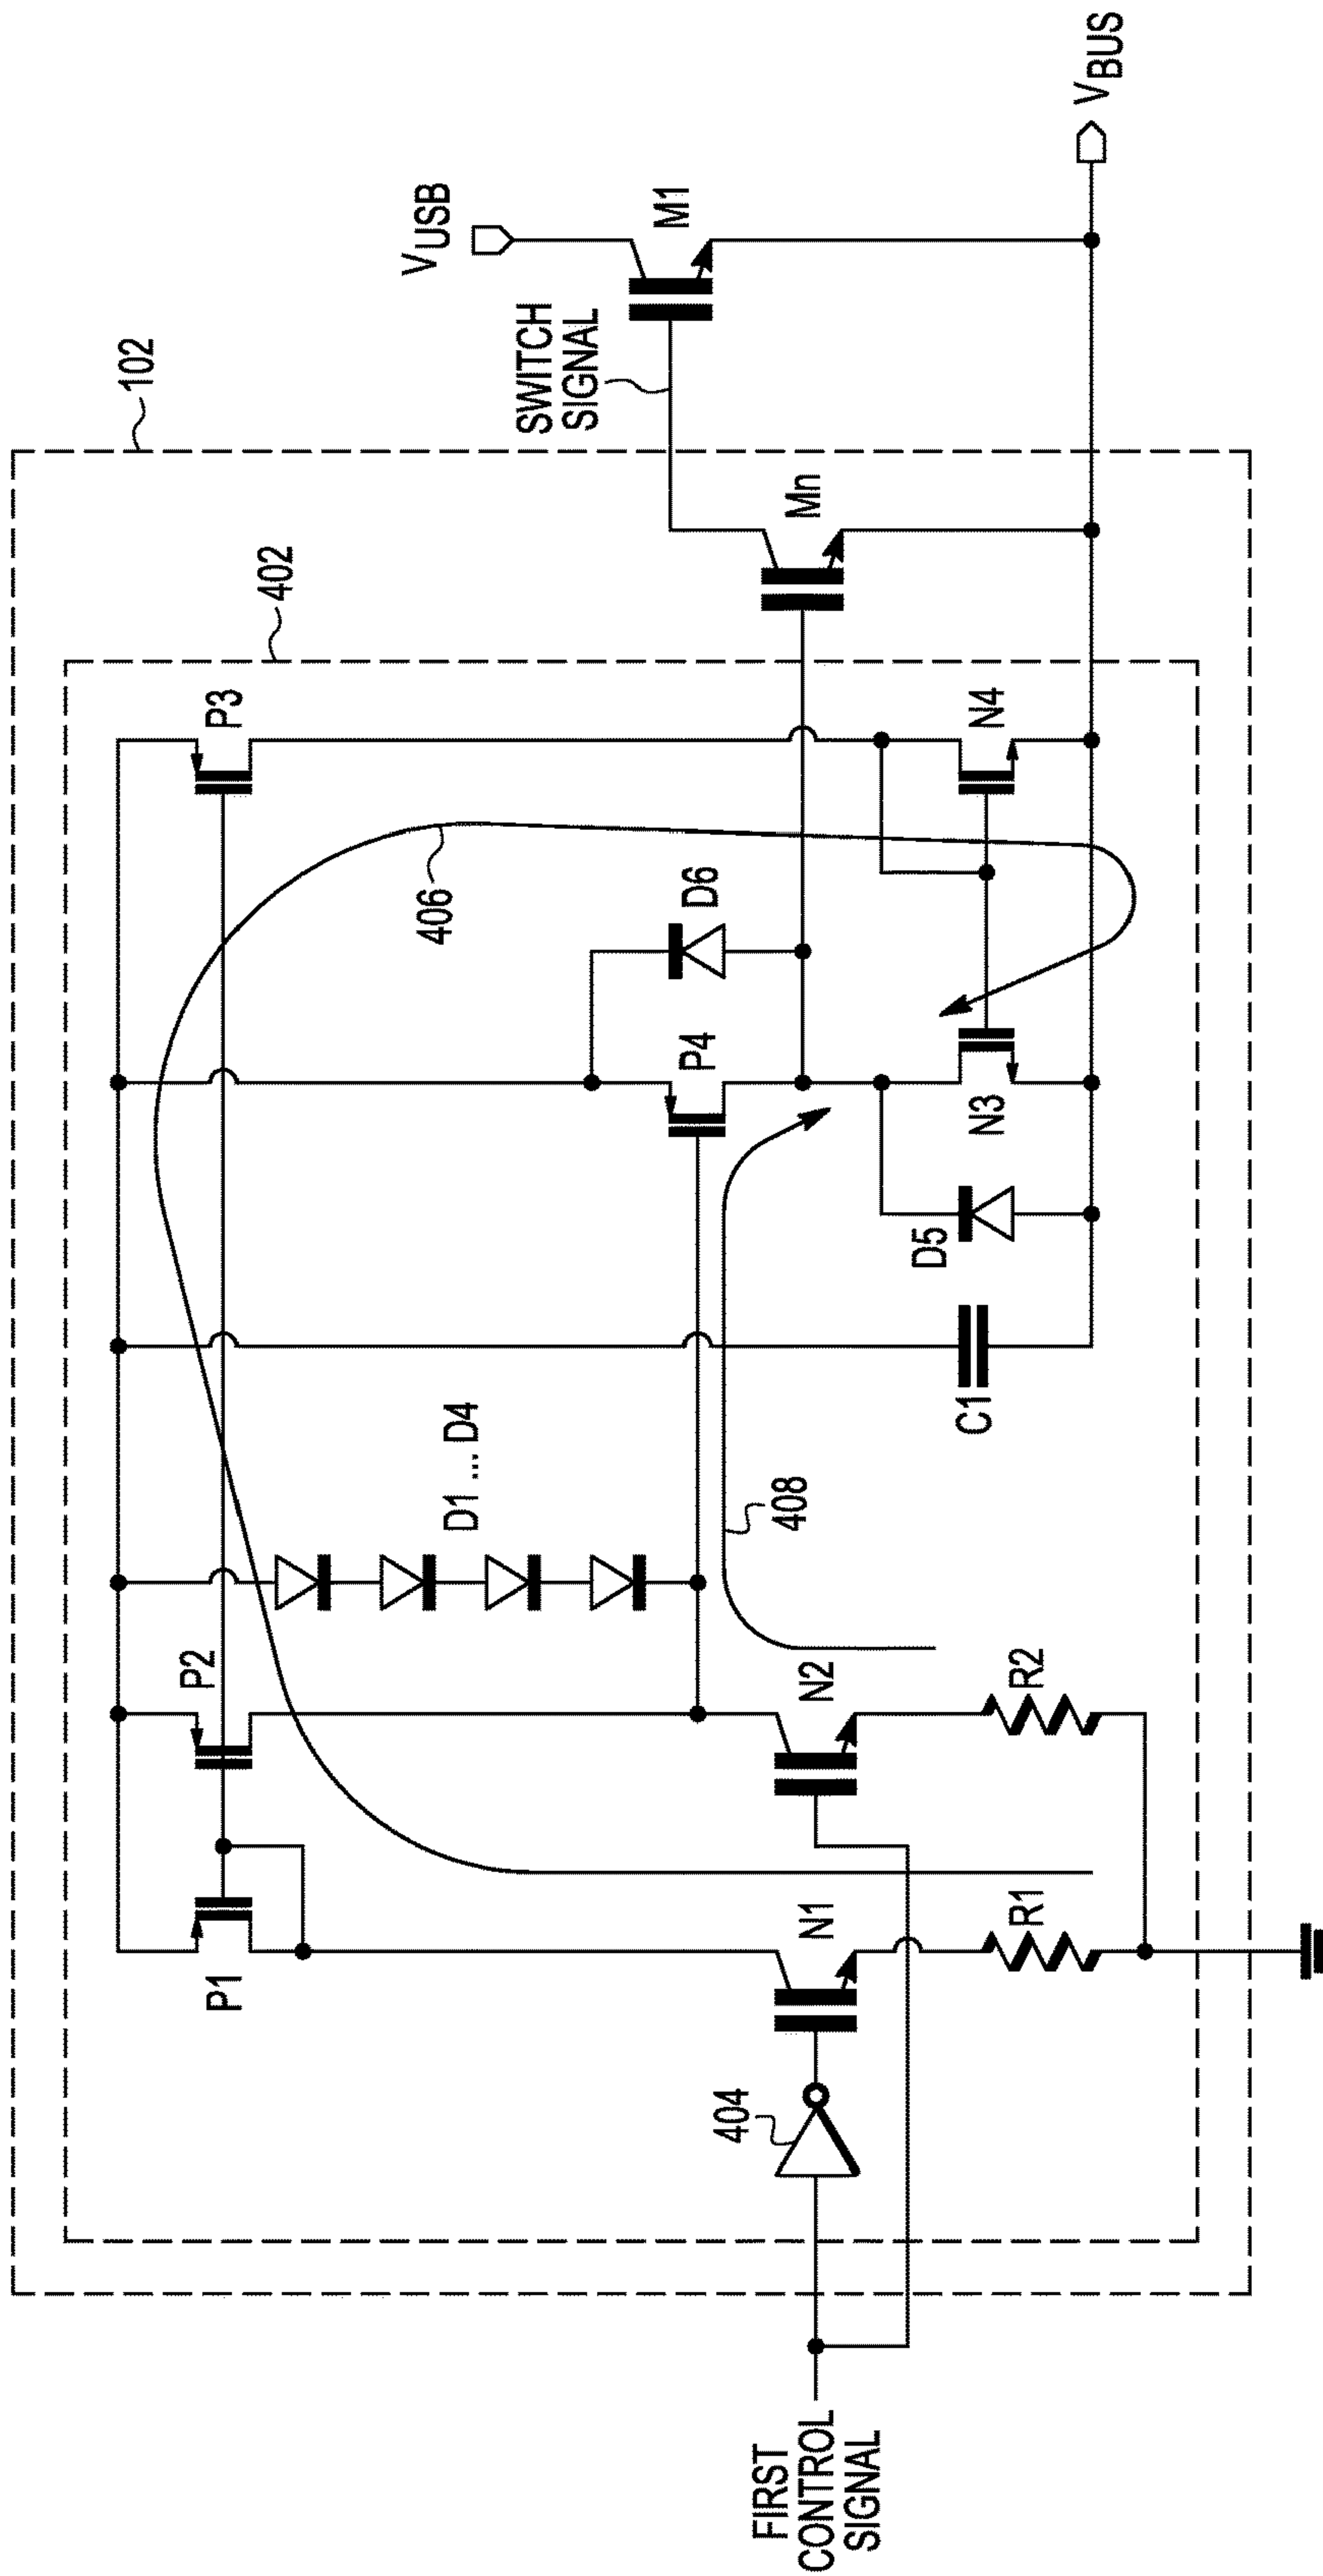 102
402
VUSB
M1
SWITCH
SIGNAL
VBUS
Mn
P3
N4
406
D6
P4
N3
D5
C1
D1 ... D4
408
P2
N2
R2
P1
N1
R1
404
FIRST
CONTROL
SIGNAL